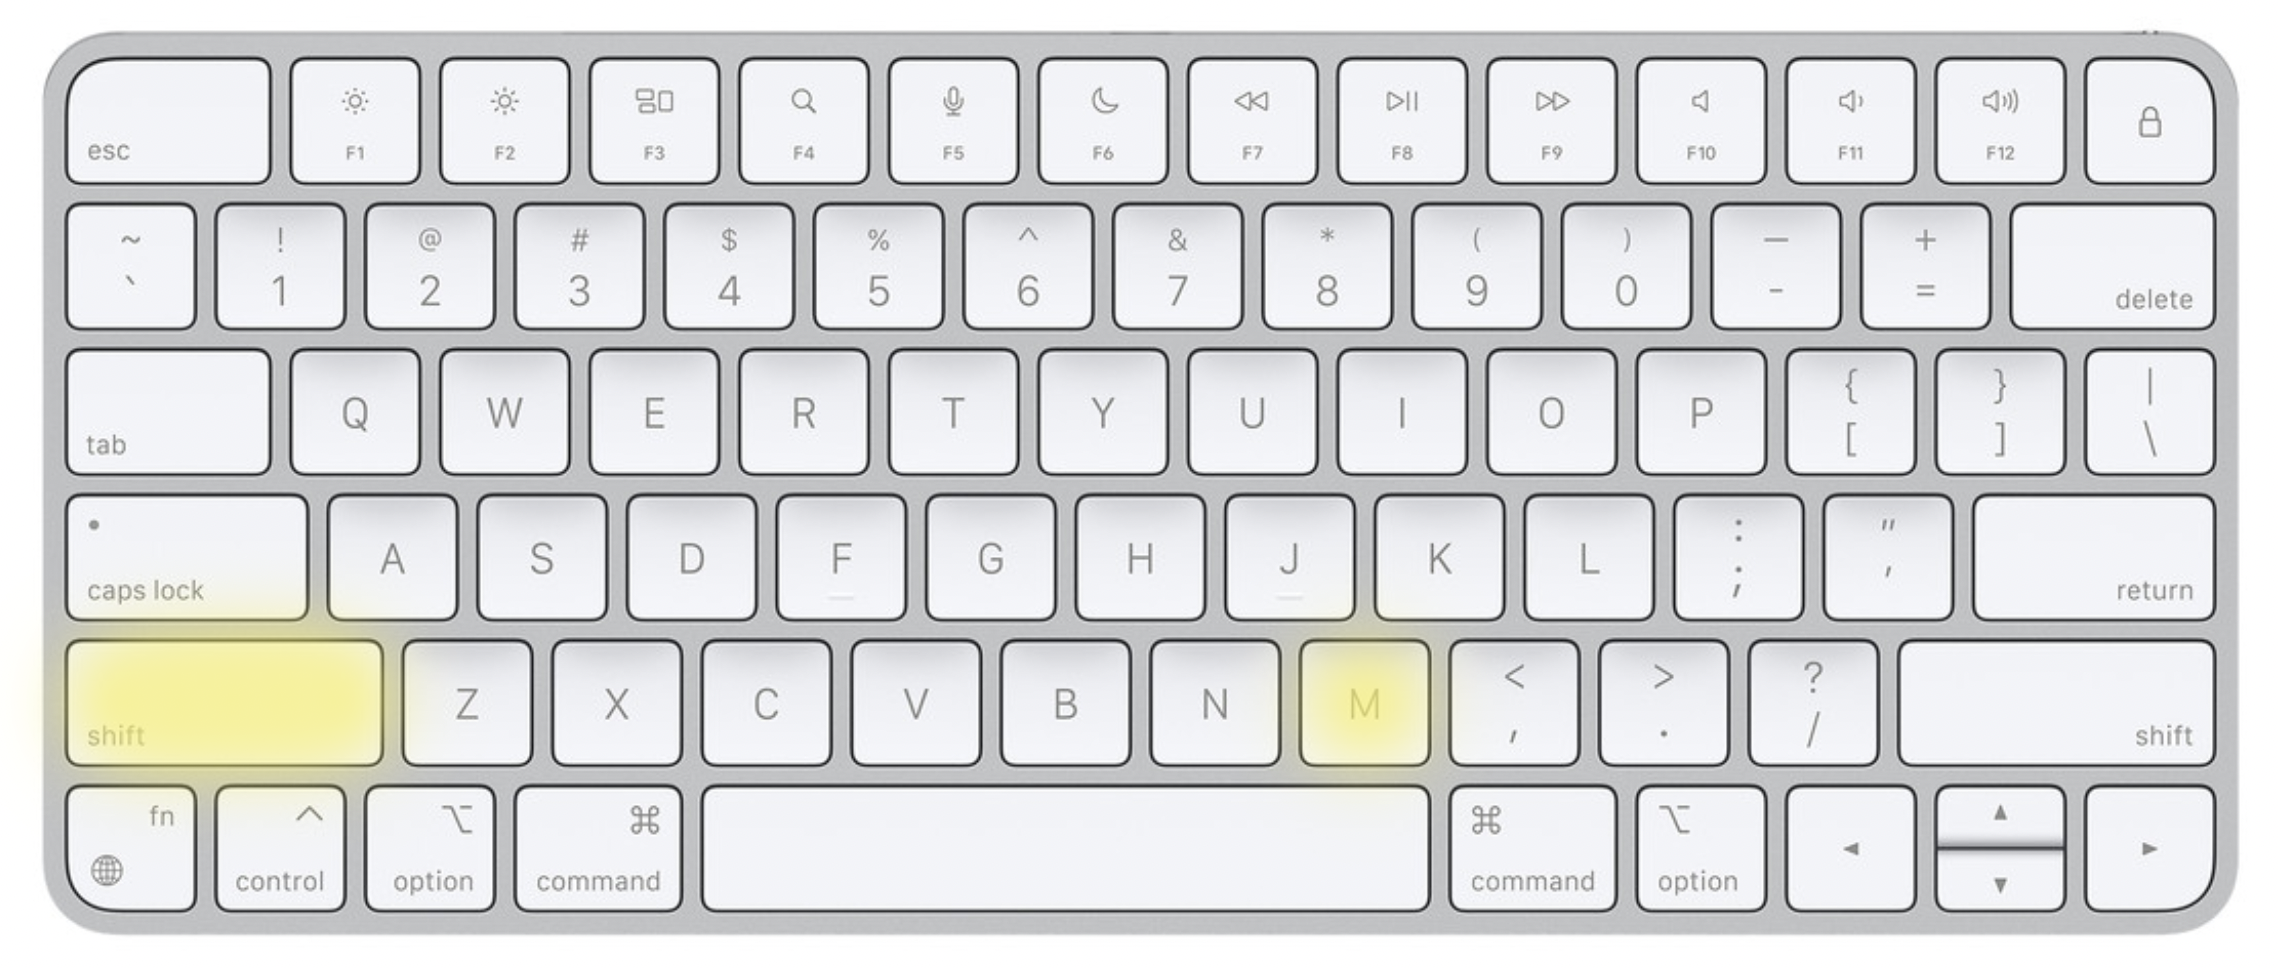 esc F1 F2 F3 F4 F5 F6 F7 F8 F9 F10 F11 F12
~ ! @ # $ % ^ & * ( ) — +
` 1 2 3 4 5 6 7 8 9 0 - = delete
tab Q W E R T Y U I O P { [ } ] | \
caps lock A S D F G H J K L : ; " ' return
shift Z X C V B N M < , > . ? / shift
fn ^ ⌥ ⌘ ⌘ ⌥ ◄ ▲ ►
control option command command option ▼